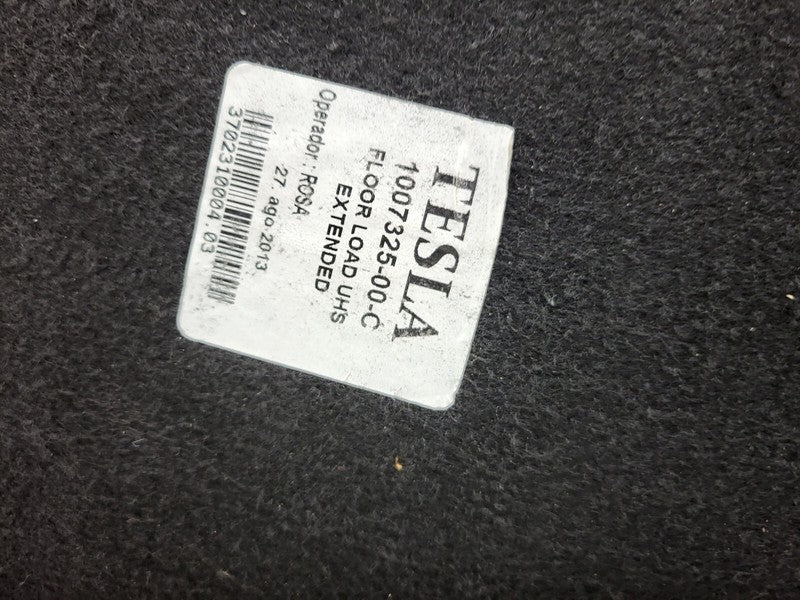 TESLA
1007325-00-C
FLOOR LOAD UHS
EXTENDED
Operador: ROSA
27. ago-2013
3702310004.03